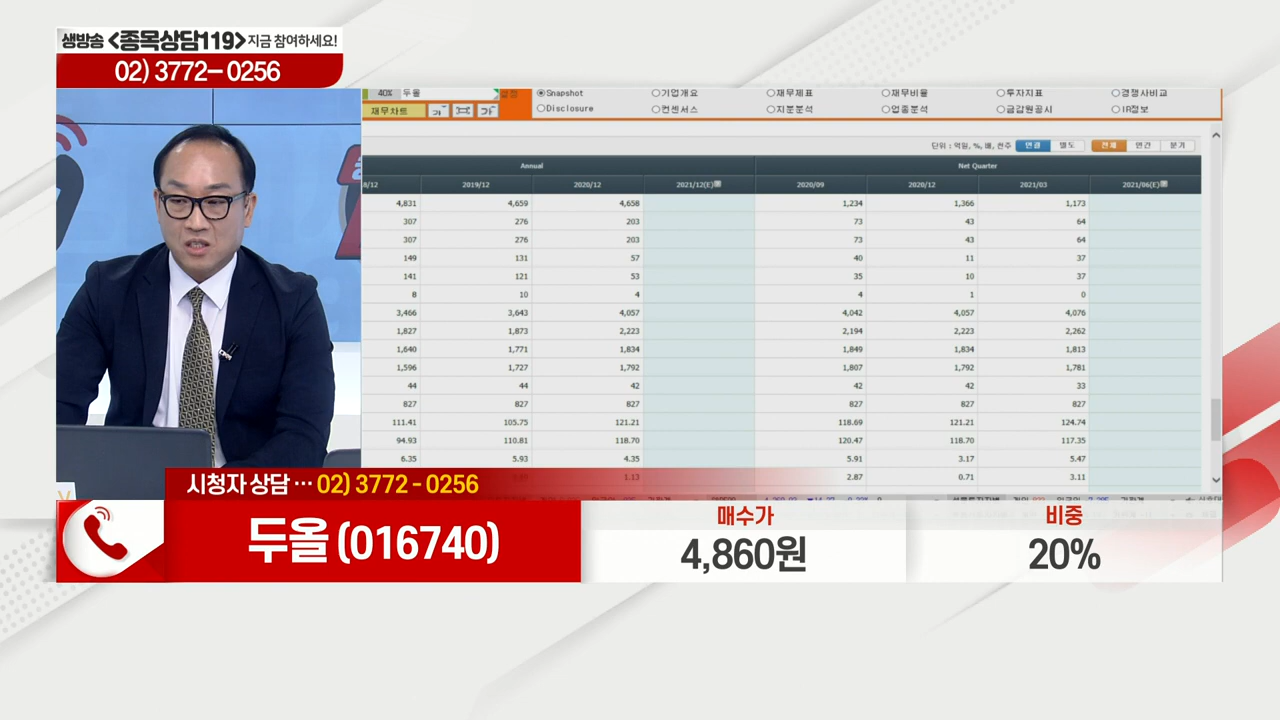 생방송 <종목상담119> 지금 참여하세요!
02) 3772-0256
40% 두올
Snapshot 기업개요 재무제표 재무비율 투자지표 경쟁사비교
재무차트
Disclosure 컨센서스 지분분석 업종분석 금감원공시 IR정보
단위 : 억원, %, 배, 천주 연결 별도 전체 연간 분기
Annual Net Quarter
8/12 2019/12 2020/12 2021/12(E) 2020/09 2020/12 2021/03 2021/06(E)
4,831 4,659 4,658 1,234 1,366 1,173
307 276 203 73 43 64
307 276 203 73 43 64
149 131 57 40 11 37
141 121 53 35 10 37
8 10 4 4 1 0
3,466 3,643 4,057 4,042 4,057 4,076
1,827 1,873 2,223 2,194 2,223 2,262
1,640 1,771 1,834 1,849 1,834 1,813
1,596 1,727 1,792 1,807 1,792 1,781
44 44 42 42 42 33
827 827 827 827 827 827
111.41 105.75 121.21 118.69 121.21 124.74
94.93 110.81 118.70 120.47 118.70 117.35
6.35 5.93 4.35 5.91 3.17 5.47
1.13 2.87 0.71 3.11
시청자 상담 … 02) 3772 - 0256
두올 (016740)
매수가
4,860원
비중
20%